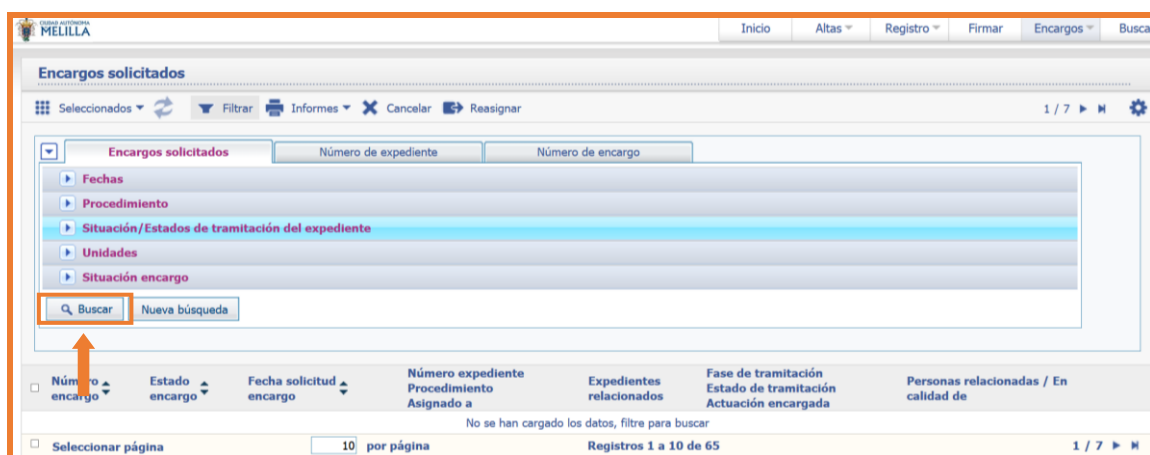 CIUDAD AUTÓNOMA
MELILLA
Inicio Altas Registro Firmar Encargos Busca
Encargos solicitados
Seleccionados Filtrar Informes Cancelar Reasignar 1 / 7
Encargos solicitados Número de expediente Número de encargo
Fechas
Procedimiento
Situación/Estados de tramitación del expediente
Unidades
Situación encargo
Buscar Nueva búsqueda
Número encargo Estado encargo Fecha solicitud encargo Número expediente Procedimiento Asignado a Expedientes relacionados Fase de tramitación Estado de tramitación Actuación encargada Personas relacionadas / En calidad de
No se han cargado los datos, filtre para buscar
Seleccionar página 10 por página Registros 1 a 10 de 65 1 / 7